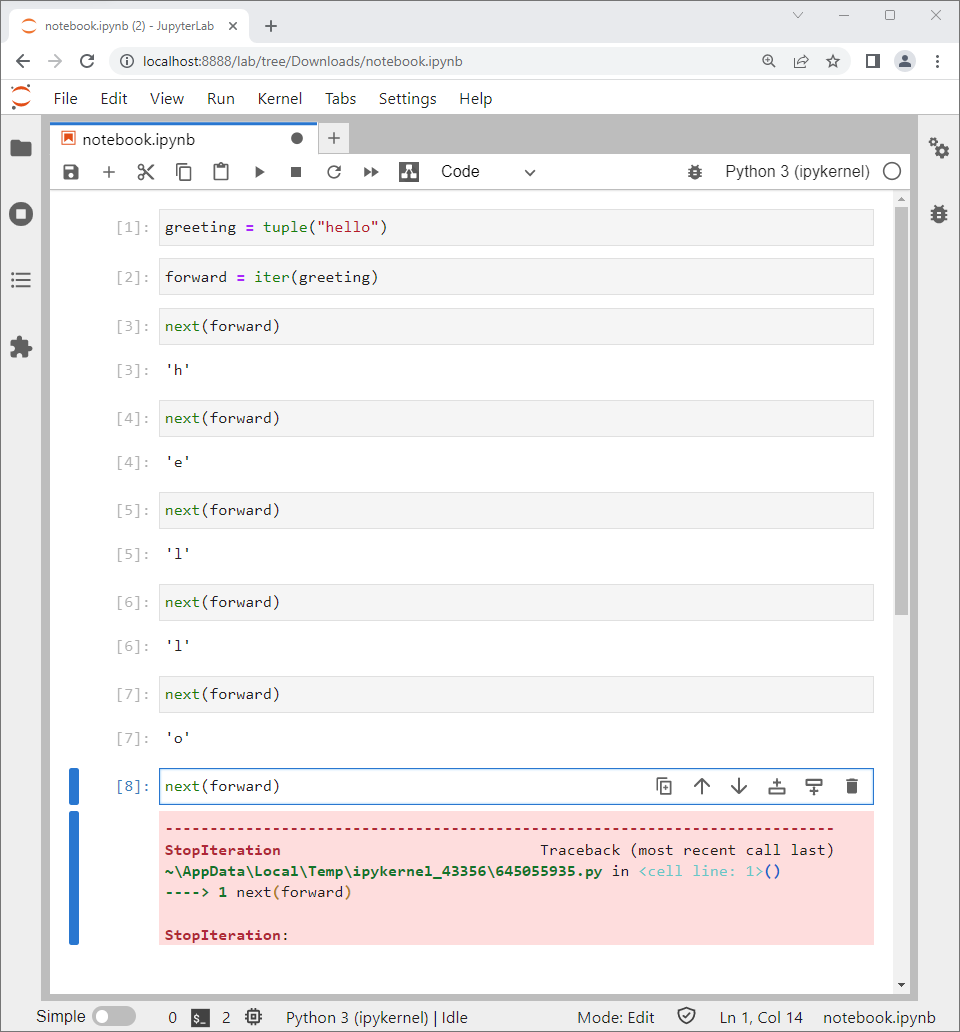 notebook.ipynb (2) - JupyterLab
localhost:8888/lab/tree/Downloads/notebook.ipynb
File Edit View Run Kernel Tabs Settings Help
notebook.ipynb
Code Python 3 (ipykernel)
[1]: greeting = tuple("hello")
[2]: forward = iter(greeting)
[3]: next(forward)
[3]: 'h'
[4]: next(forward)
[4]: 'e'
[5]: next(forward)
[5]: 'l'
[6]: next(forward)
[6]: 'l'
[7]: next(forward)
[7]: 'o'
[8]: next(forward)
---------------------------------------------------------------------------
StopIteration Traceback (most recent call last)
~\AppData\Local\Temp\ipykernel_43356\645055935.py in <cell line: 1>()
----> 1 next(forward)
StopIteration:
Simple 0 $_ 2 Python 3 (ipykernel) | Idle Mode: Edit Ln 1, Col 14 notebook.ipynb